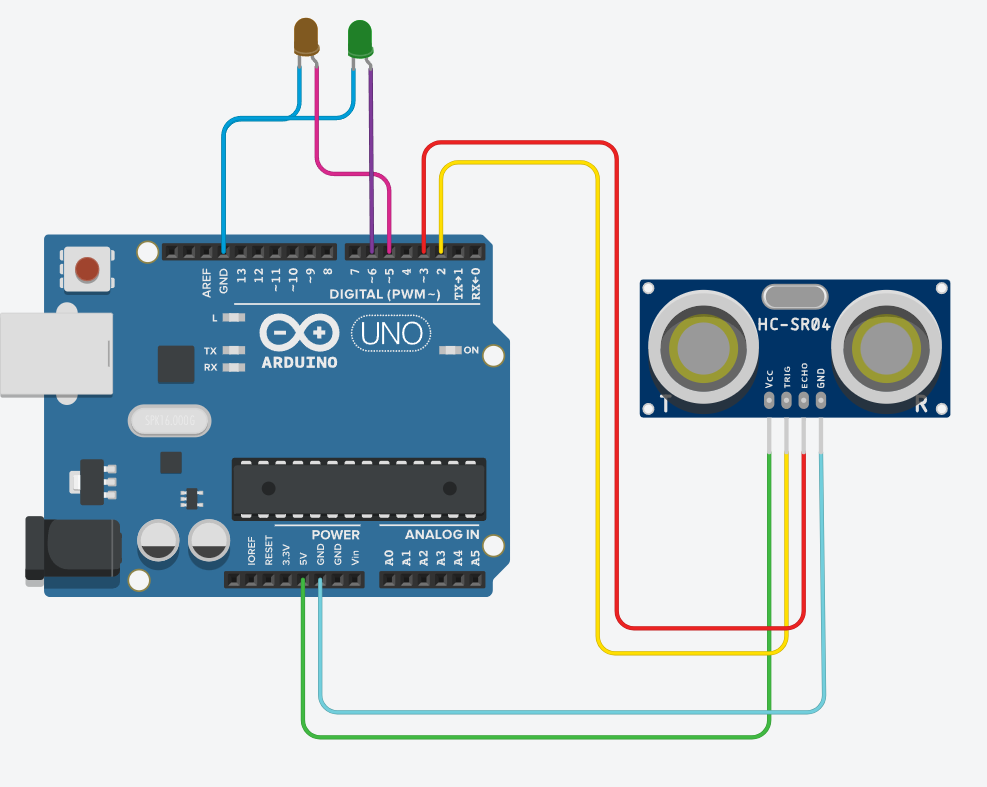 AREF
GND
13
12
~11
~10
~9
8
7
~6
~5
4
~3
2
TX→1
RX←0
DIGITAL (PWM~)
L
TX
RX
ARDUINO
UNO
ON
HC-SR04
Vcc
TRIG
ECHO
GND
T
R
POWER
ANALOG IN
IOREF
RESET
3.3V
5V
GND
GND
Vin
A0
A1
A2
A3
A4
A5